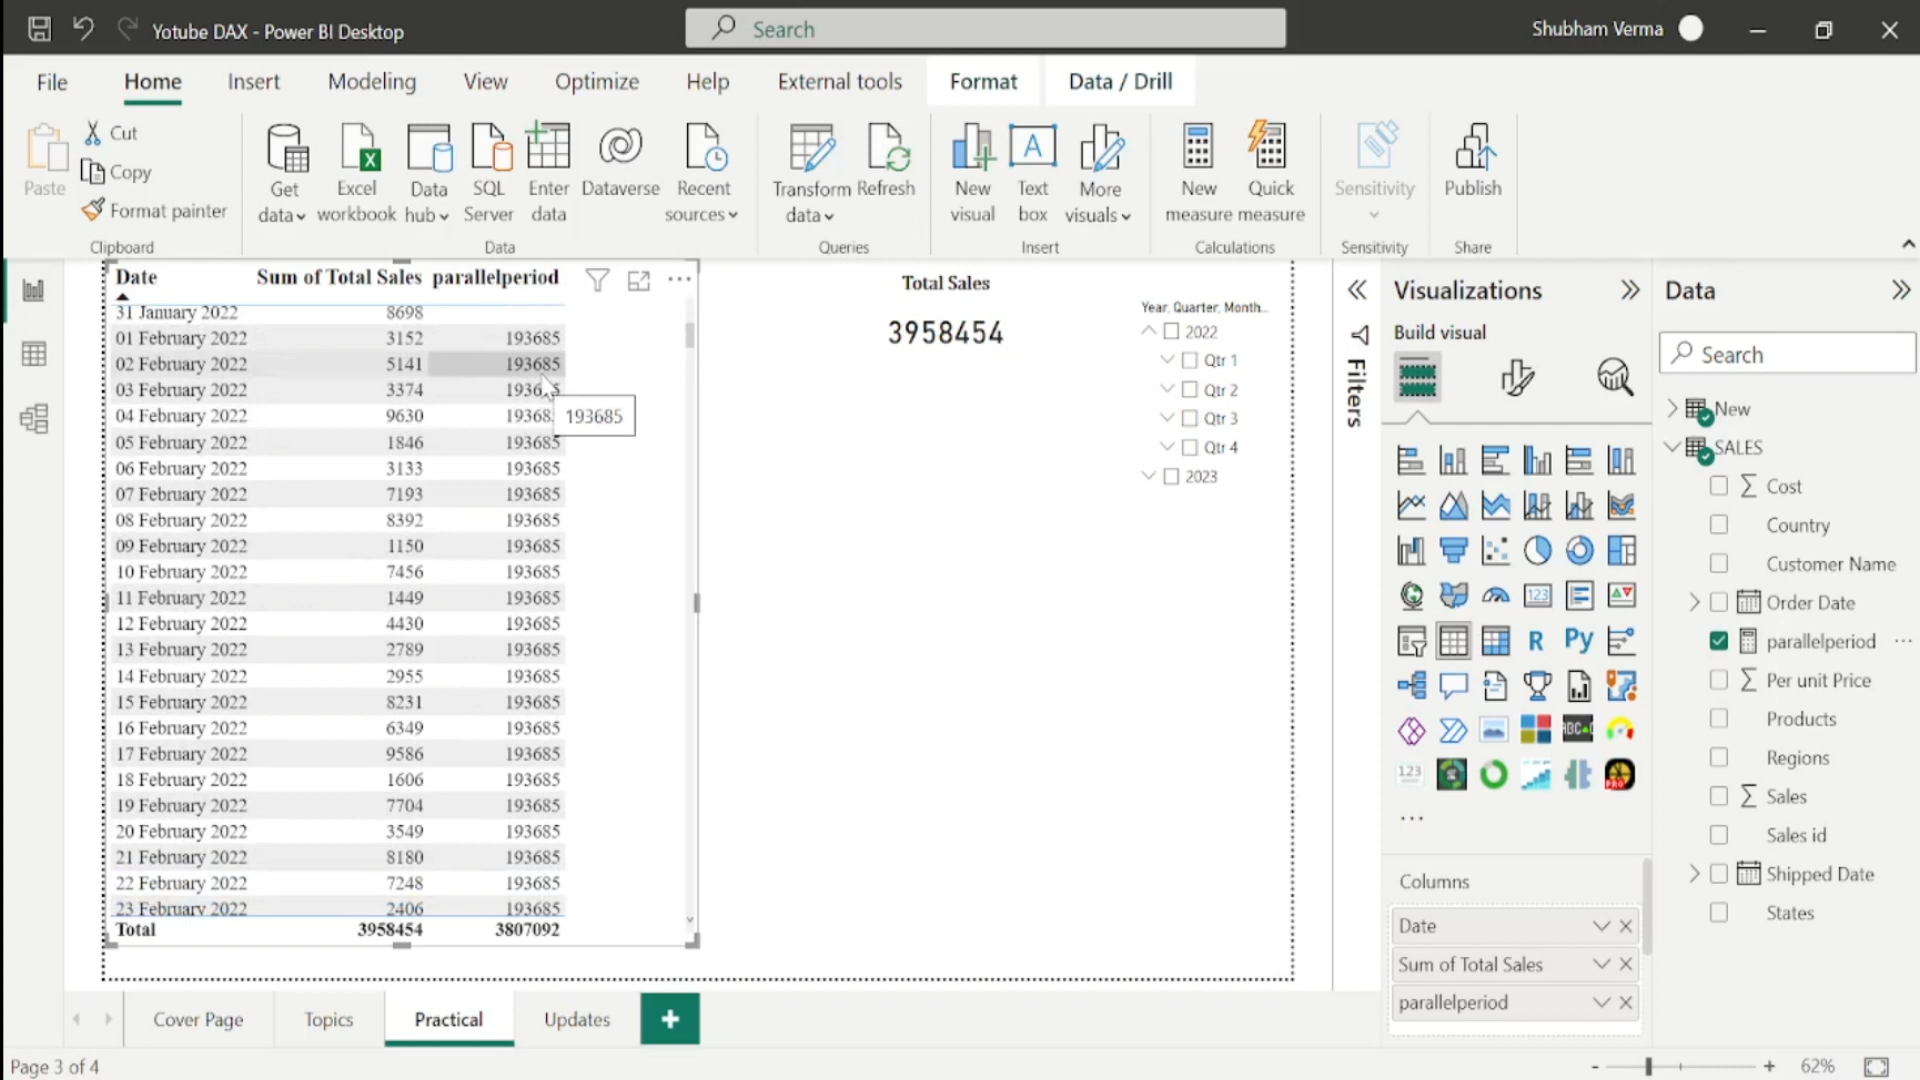 Yotube DAX - Power BI Desktop
Search
Shubham Verma
File
Home
Insert
Modeling
View
Optimize
Help
External tools
Format
Data / Drill
Paste
Cut
Copy
Format painter
Clipboard
Get data
Excel workbook
Data hub
SQL Server
Enter data
Dataverse
Recent sources
Data
Transform data
Refresh
Queries
New visual
Text box
More visuals
Insert
New measure
Quick measure
Calculations
Sensitivity
Sensitivity
Publish
Share
Date Sum of Total Sales parallelperiod
31 January 2022 8698
01 February 2022 3152 193685
02 February 2022 5141 193685
03 February 2022 3374 193685
04 February 2022 9630 19368
193685
05 February 2022 1846 193685
06 February 2022 3133 193685
07 February 2022 7193 193685
08 February 2022 8392 193685
09 February 2022 1150 193685
10 February 2022 7456 193685
11 February 2022 1449 193685
12 February 2022 4430 193685
13 February 2022 2789 193685
14 February 2022 2955 193685
15 February 2022 8231 193685
16 February 2022 6349 193685
17 February 2022 9586 193685
18 February 2022 1606 193685
19 February 2022 7704 193685
20 February 2022 3549 193685
21 February 2022 8180 193685
22 February 2022 7248 193685
23 February 2022 2406 193685
Total 3958454 3807092
Total Sales
3958454
Year, Quarter, Month...
2022
Qtr 1
Qtr 2
Qtr 3
Qtr 4
2023
Filters
Visualizations
Build visual
123
R
Py
ABC
123
PRO
...
Columns
Date
Sum of Total Sales
parallelperiod
Data
Search
New
SALES
Cost
Country
Customer Name
Order Date
parallelperiod
Per unit Price
Products
Regions
Sales
Sales id
Shipped Date
States
Cover Page
Topics
Practical
Updates
+
Page 3 of 4
- + 62%